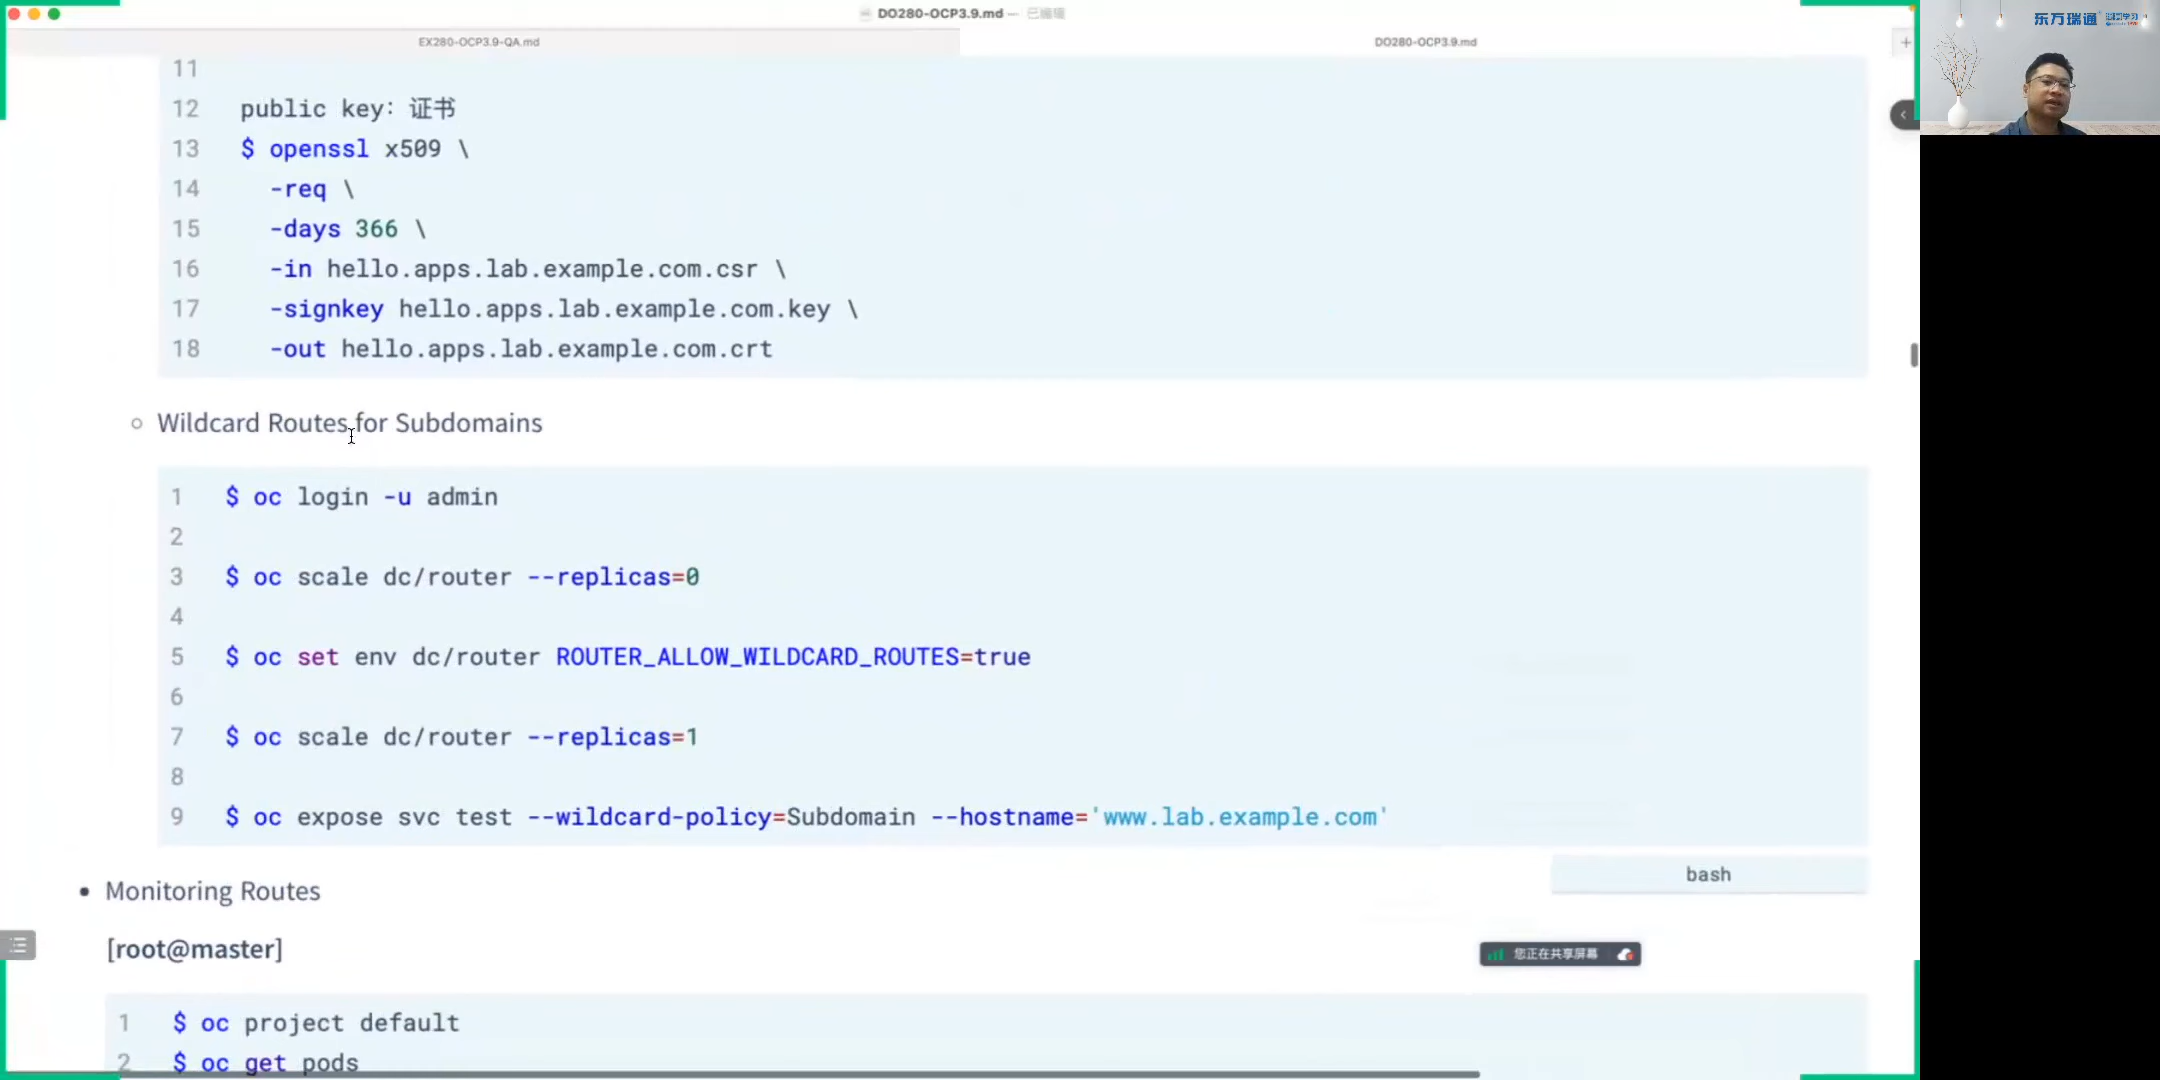 DO280-OCP3.9.md — 已编辑
EX280-OCP3.9-QA.md
DO280-OCP3.9.md
东方瑞通
11
12 public key：证书
13 $ openssl x509 \
14 -req \
15 -days 366 \
16 -in hello.apps.lab.example.com.csr \
17 -signkey hello.apps.lab.example.com.key \
18 -out hello.apps.lab.example.com.crt
Wildcard Routes for Subdomains
1 $ oc login -u admin
2
3 $ oc scale dc/router --replicas=0
4
5 $ oc set env dc/router ROUTER_ALLOW_WILDCARD_ROUTES=true
6
7 $ oc scale dc/router --replicas=1
8
9 $ oc expose svc test --wildcard-policy=Subdomain --hostname='www.lab.example.com'
bash
Monitoring Routes
[root@master]
您正在共享屏幕
1 $ oc project default
2 $ oc get pods